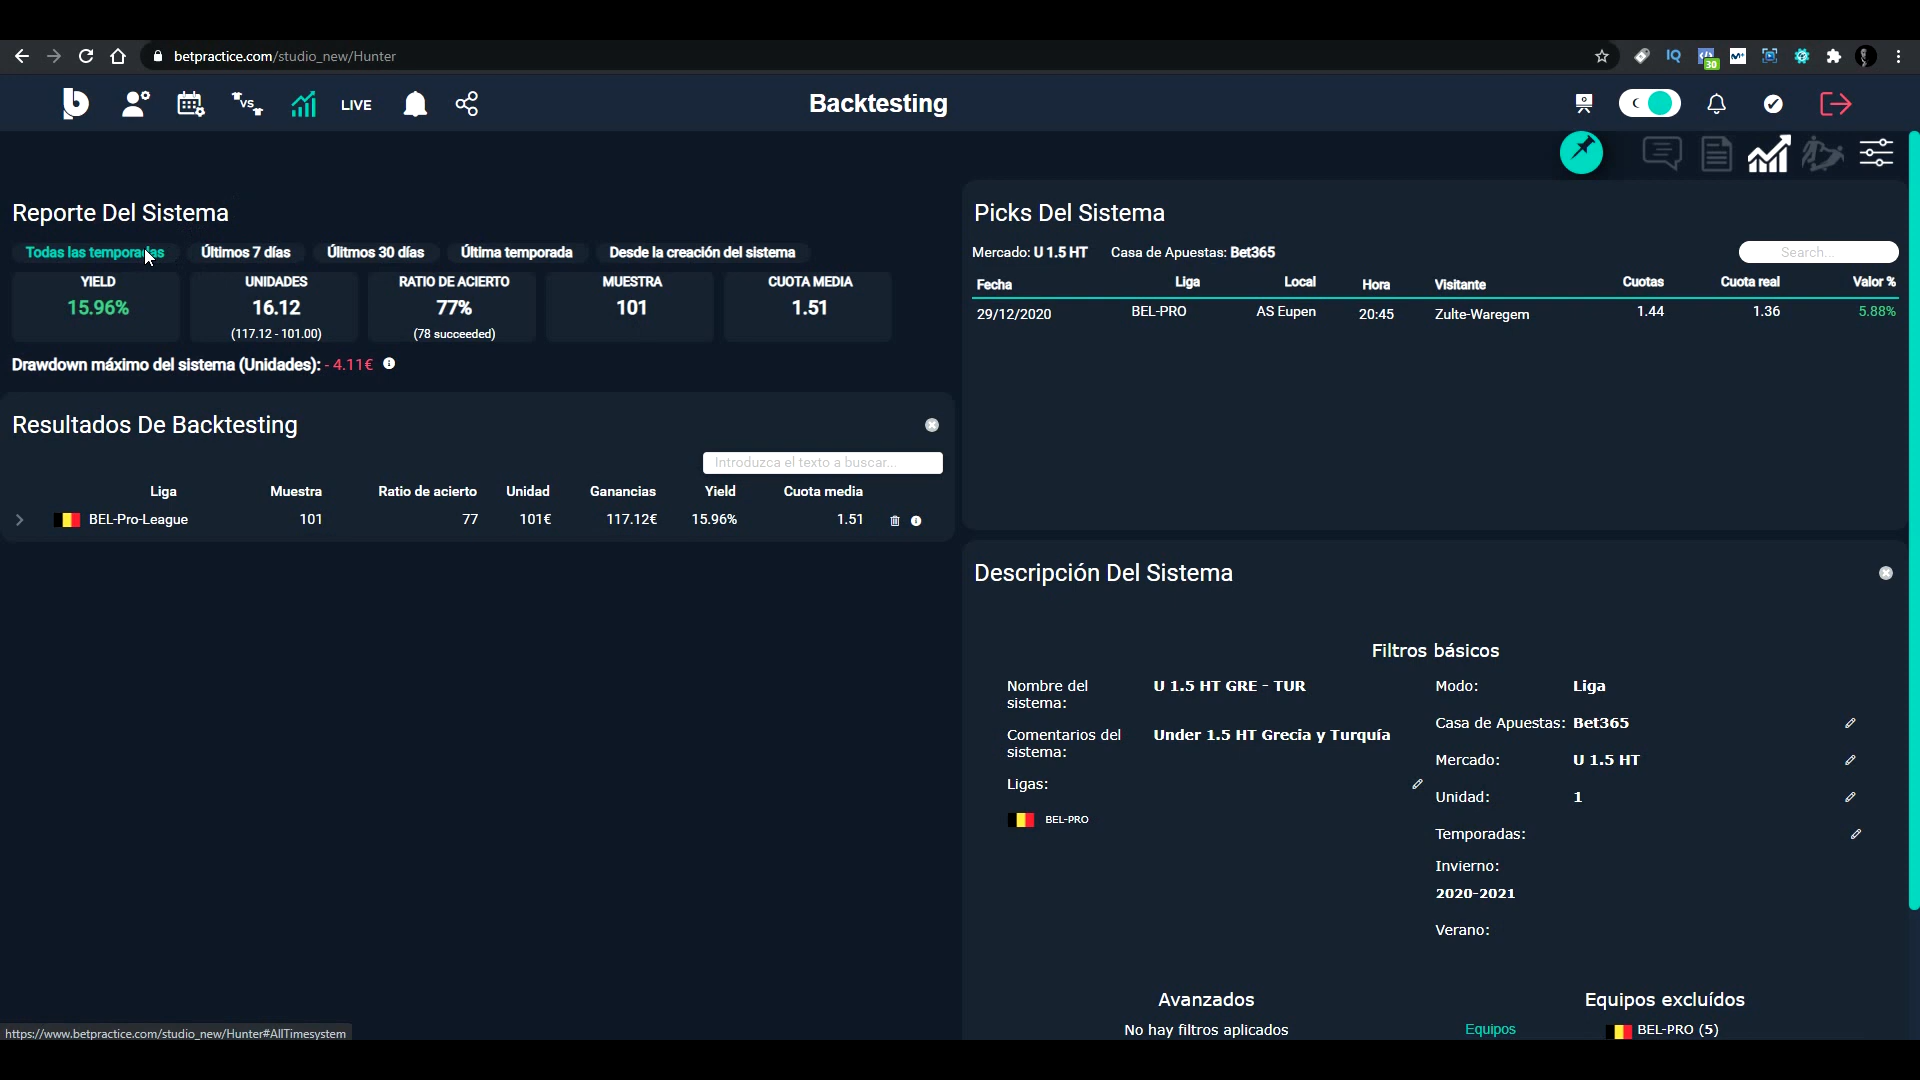 betpractice.com/studio_new/Hunter
IQ
30
VS
LIVE
Backtesting
Reporte Del Sistema
Todas las temporadas
Últimos 7 días
Úlitmos 30 días
Última temporada
Desde la creación del sistema
YIELD
15.96%
UNIDADES
16.12
(117.12 - 101.00)
RATIO DE ACIERTO
77%
(78 succeeded)
MUESTRA
101
CUOTA MEDIA
1.51
Drawdown máximo del sistema (Unidades): - 4.11€
Resultados De Backtesting
Introduzca el texto a buscar...
Liga Muestra Ratio de acierto Unidad Ganancias Yield Cuota media
BEL-Pro-League 101 77 101€ 117.12€ 15.96% 1.51
Picks Del Sistema
Mercado: U 1.5 HT Casa de Apuestas: Bet365
Search...
Fecha Liga Local Hora Visitante Cuotas Cuota real Valor %
29/12/2020 BEL-PRO AS Eupen 20:45 Zulte-Waregem 1.44 1.36 5.88%
Descripción Del Sistema
Filtros básicos
Nombre del sistema: U 1.5 HT GRE - TUR
Comentarios del sistema: Under 1.5 HT Grecia y Turquía
Ligas:
BEL-PRO
Modo: Liga
Casa de Apuestas: Bet365
Mercado: U 1.5 HT
Unidad: 1
Temporadas:
Invierno:
2020-2021
Verano:
Avanzados
No hay filtros aplicados
Equipos excluídos
Equipos
BEL-PRO (5)
https://www.betpractice.com/studio_new/Hunter#AllTimesystem